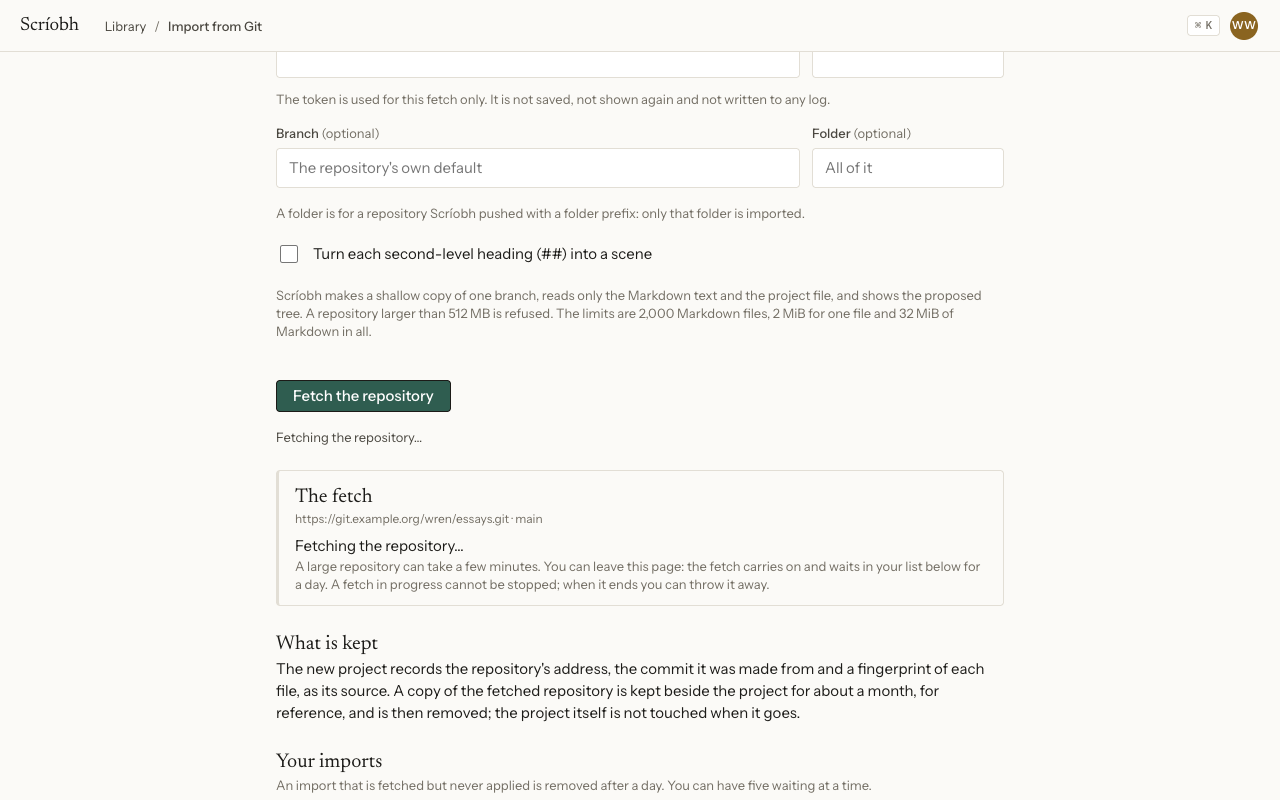 Scríobh
Library / Import from Git
⌘ K
WW
The token is used for this fetch only. It is not saved, not shown again and not written to any log.
Branch (optional)
Folder (optional)
The repository's own default
All of it
A folder is for a repository Scríobh pushed with a folder prefix: only that folder is imported.
Turn each second-level heading (##) into a scene
Scríobh makes a shallow copy of one branch, reads only the Markdown text and the project file, and shows the proposed
tree. A repository larger than 512 MB is refused. The limits are 2,000 Markdown files, 2 MiB for one file and 32 MiB of
Markdown in all.
Fetch the repository
Fetching the repository…
The fetch
https://git.example.org/wren/essays.git · main
Fetching the repository…
A large repository can take a few minutes. You can leave this page: the fetch carries on and waits in your list below for
a day. A fetch in progress cannot be stopped; when it ends you can throw it away.
What is kept
The new project records the repository's address, the commit it was made from and a fingerprint of each
file, as its source. A copy of the fetched repository is kept beside the project for about a month, for
reference, and is then removed; the project itself is not touched when it goes.
Your imports
An import that is fetched but never applied is removed after a day. You can have five waiting at a time.